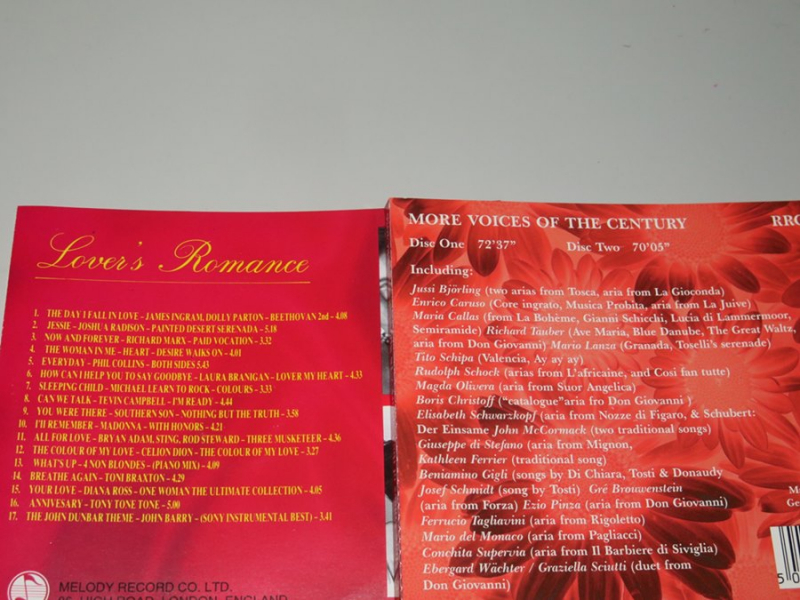 Lover's Romance
1. THE DAY I FALL IN LOVE - JAMES INGRAM, DOLLY PARTON - BEETHOVAN 2nd - 4.08
2. JESSIE - JOSHUA RADISON - PAINTED DESERT SERENADA - 5.18
3. NOW AND FOREVER - RICHARD MARX - PAID VOCATION - 3.32
4. THE WOMAN IN ME - HEART - DESIRE WAIKS ON - 4.01
5. EVERYDAY - PHIL COLLINS - BOTH SIDES 5.43
6. HOW CAN I HELP YOU TO SAY GOODBYE - LAURA BRANIGAN - LOVER MY HEART - 4.33
7. SLEEPING CHILD - MICHAEL LEARN TO ROCK - COLOURS - 3.33
8. CAN WE TALK - TEVIN CAMPBELL - I'M READY - 4.44
9. YOU WERE THERE - SOUTHERN SON - NOTHING BUT THE TRUTH - 3.58
10. I'LL REMEMBER - MADONNA - WITH HONORS - 4.21
11. ALL FOR LOVE - BRYAN ADAM, STING, ROD STEWARD - THREE MUSKETEER - 4.36
12. THE COLOUR OF MY LOVE - CELION DION - THE COLOUR OF MY LOVE - 3.27
13. WHAT'S UP - 4 NON BLONDES - (PIANO MIX) - 4.09
14. BREATHE AGAIN - TONI BRAXTON - 4.29
15. YOUR LOVE - DIANA ROSS - ONE WOMAN THE ULTIMATE COLLECTION - 4.05
16. ANNIVESARY - TONY TONE TONE - 5.00
17. THE JOHN DUNBAR THEME - JOHN BARRY - (SONY INSTRUMENTAL BEST) - 3.41
MELODY RECORD CO. LTD.
HIGH ROAD, LONDON, ENGLAND
MORE VOICES OF THE CENTURY RRC
Disc One 72'37" Disc Two 70'05"
Including:
Jussi Björling (two arias from Tosca, aria from La Gioconda)
Enrico Caruso (Core ingrato, Musica Probita, aria from La Juive)
Maria Callas (from La Bohème, Gianni Schicchi, Lucia di Lammermoor,
Semiramide) Richard Tauber (Ave Maria, Blue Danube, The Great Waltz,
aria from Don Giovanni) Mario Lanza (Granada, Toselli's serenade)
Tito Schipa (Valencia, Ay ay ay)
Rudolph Schock (arias from L'africaine, and Cosi fan tutte)
Magda Olivera (aria from Suor Angelica)
Boris Christoff ("catalogue"aria fro Don Giovanni )
Elisabeth Schwarzkopf (aria from Nozze di Figaro, & Schubert:
Der Einsame John McCormack (two traditional songs)
Giuseppe di Stefano (aria from Mignon,
Kathleen Ferrier (traditional song)
Beniamino Gigli (songs by Di Chiara, Tosti & Donaudy
Josef Schmidt (song by Tosti) Gré Brouwenstein
(aria from Forza) Ezio Pinza (aria from Don Giovanni)
Ferrucio Tagliavini (aria from Rigoletto)
Mario del Monaco (aria from Pagliacci)
Conchita Supervia (aria from Il Barbiere di Siviglia)
Ebergard Wächter / Graziella Sciutti (duet from
Don Giovanni)